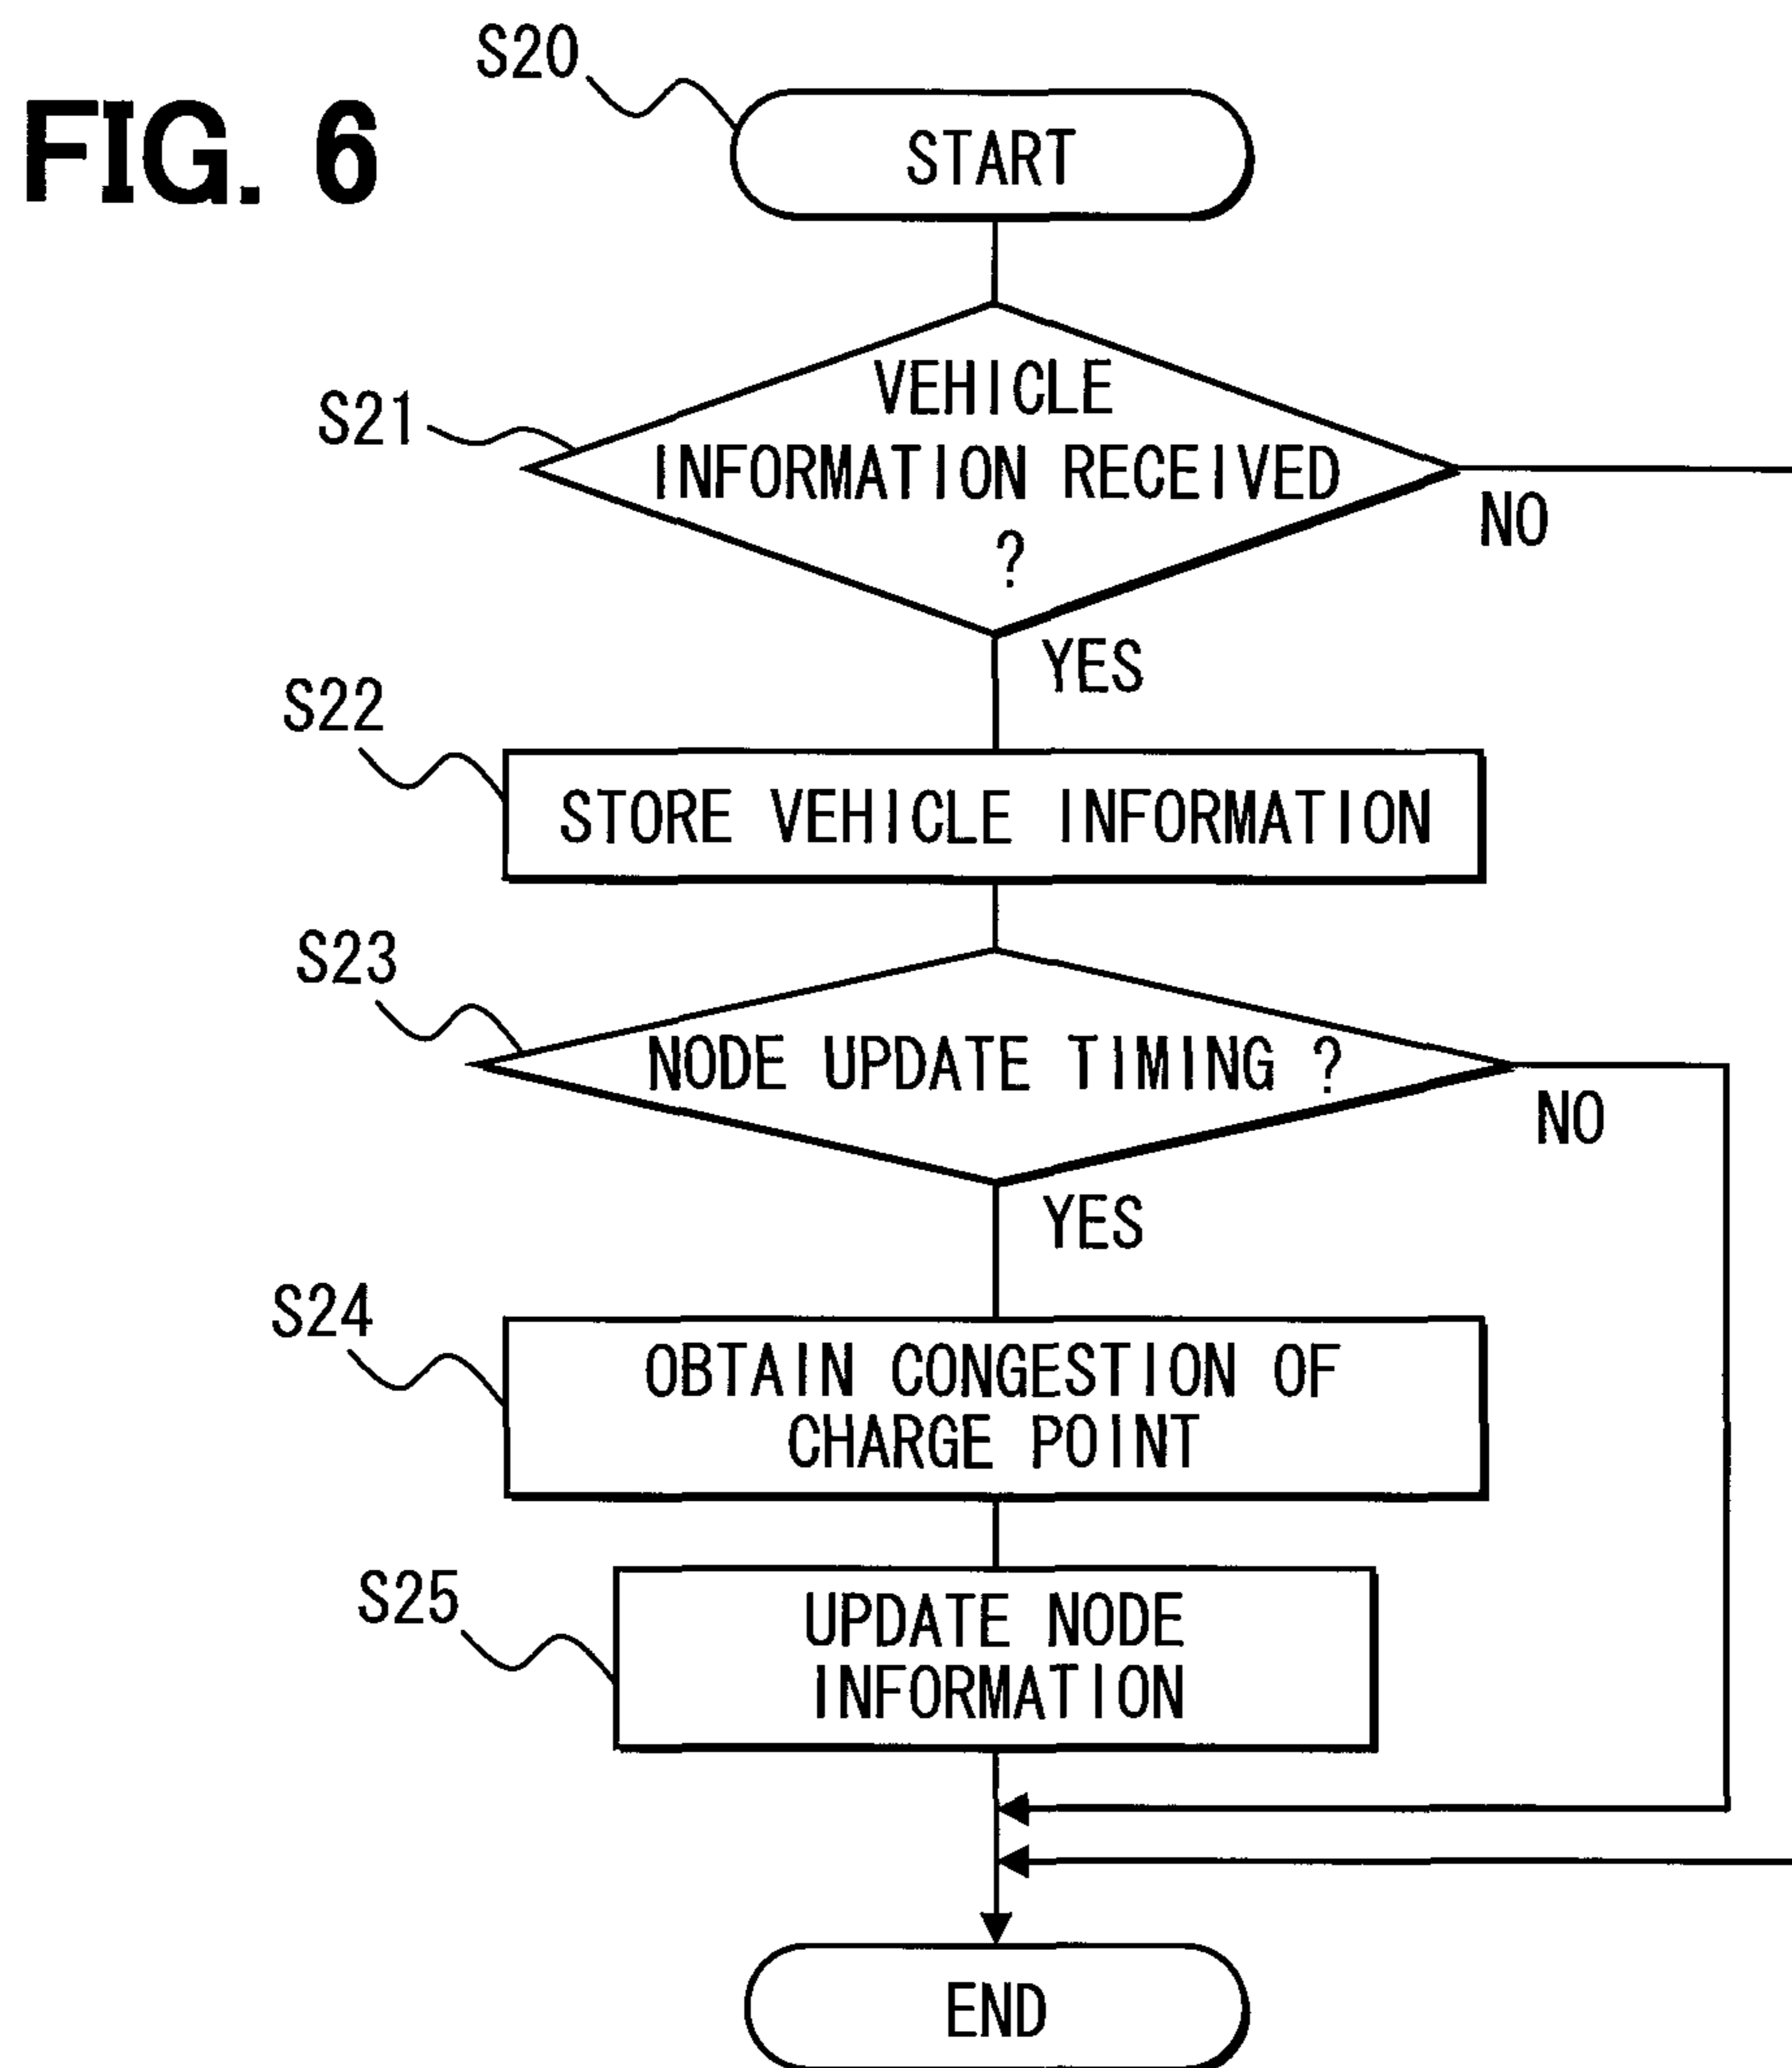 FIG. 6
S20
START
S21
VEHICLE
INFORMATION RECEIVED
?
NO
YES
S22
STORE VEHICLE INFORMATION
S23
NODE UPDATE TIMING ?
NO
YES
S24
OBTAIN CONGESTION OF
CHARGE POINT
S25
UPDATE NODE
INFORMATION
END